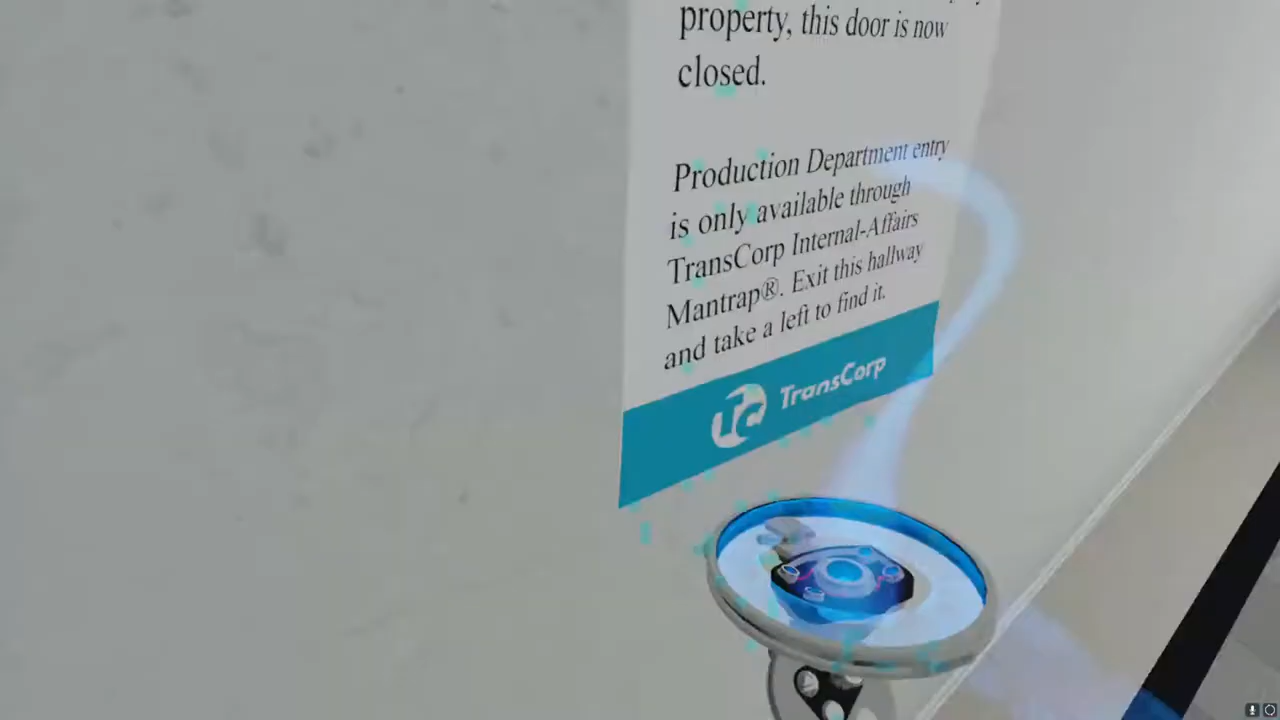 property, this door is now
closed.
Production Department entry
is only available through
TransCorp Internal-Affairs
Mantrap®. Exit this hallway
and take a left to find it.
TC TransCorp